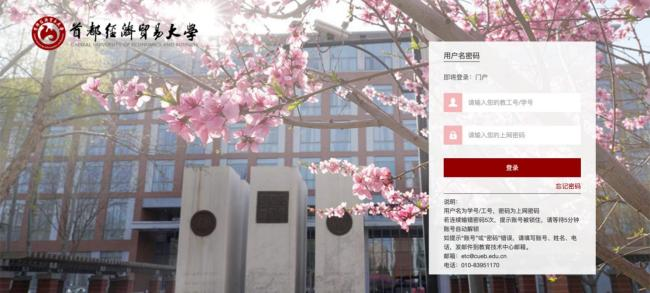 首都经济贸易大学
CAPITAL UNIVERSITY OF ECONOMICS AND BUSINESS
用户名密码
即将登录：门户
请输入您的教工号/学号
请输入您的上网密码
登录
忘记密码
说明：
用户名为学号/工号，密码为上网密码
若连续输错密码5次，提示账号被锁住，请等待5分钟
账号自动解锁
如提示“账号”或“密码”错误，请填写账号、姓名、电
话，发邮件到教育技术中心邮箱。
邮箱：etc@cueb.edu.cn
电话：010-83951170